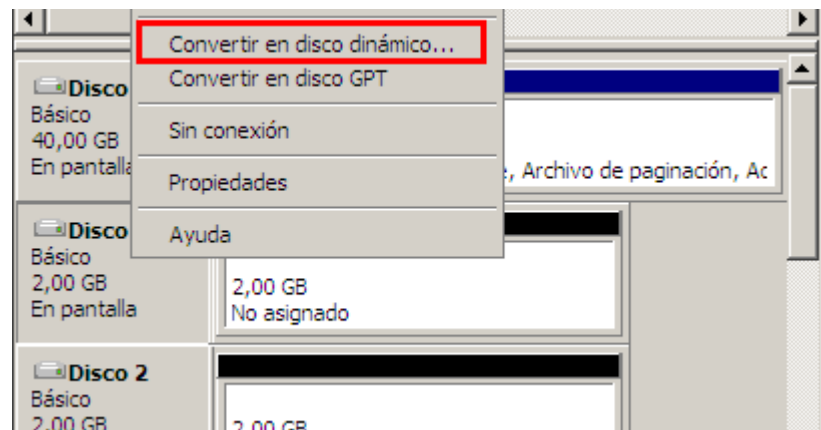 Convertir en disco dinámico...
Convertir en disco GPT
Sin conexión
Propiedades
Ayuda
Disco
Básico
40,00 GB
En pantalla
, Archivo de paginación, Ac
Disco
Básico
2,00 GB
En pantalla
2,00 GB
No asignado
Disco 2
Básico
2,00 GB
2,00 GB